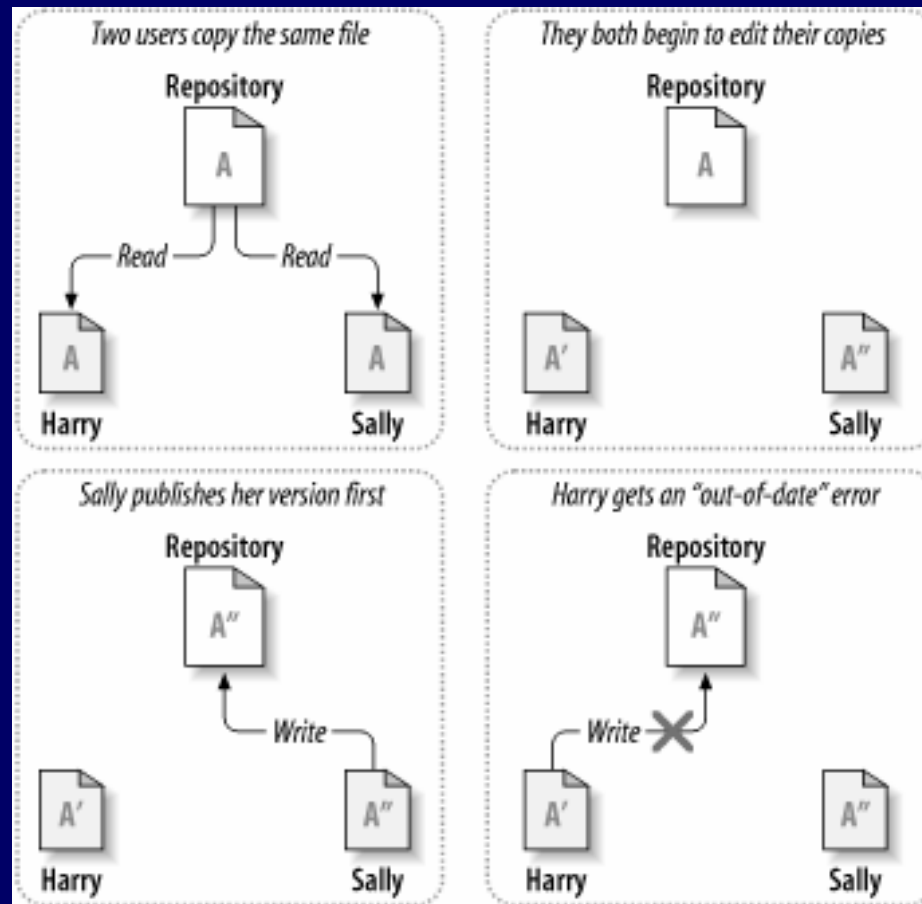 Two users copy the same file
Repository
A
Read
Read
A
A
Harry
Sally
They both begin to edit their copies
Repository
A
A'
A"
Harry
Sally
Sally publishes her version first
Repository
A"
Write
A'
A"
Harry
Sally
Harry gets an “out-of-date” error
Repository
A"
Write
A'
A"
Harry
Sally